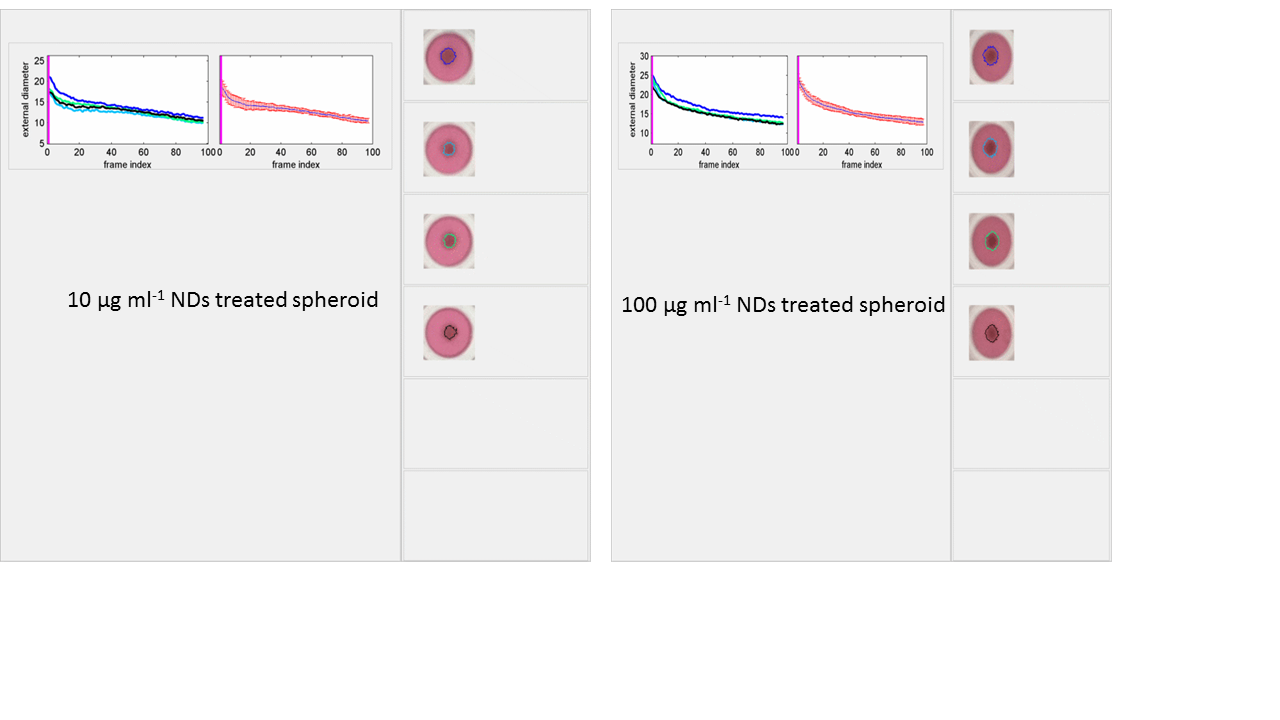 external diameter
25
20
15
10
5
0 20 40 60 80 100
frame index
0 20 40 60 80 100
frame index
10 µg ml-1 NDs treated spheroid
external diameter
30
25
20
15
10
0 20 40 60 80 100
frame index
0 20 40 60 80 100
frame index
100 µg ml-1 NDs treated spheroid